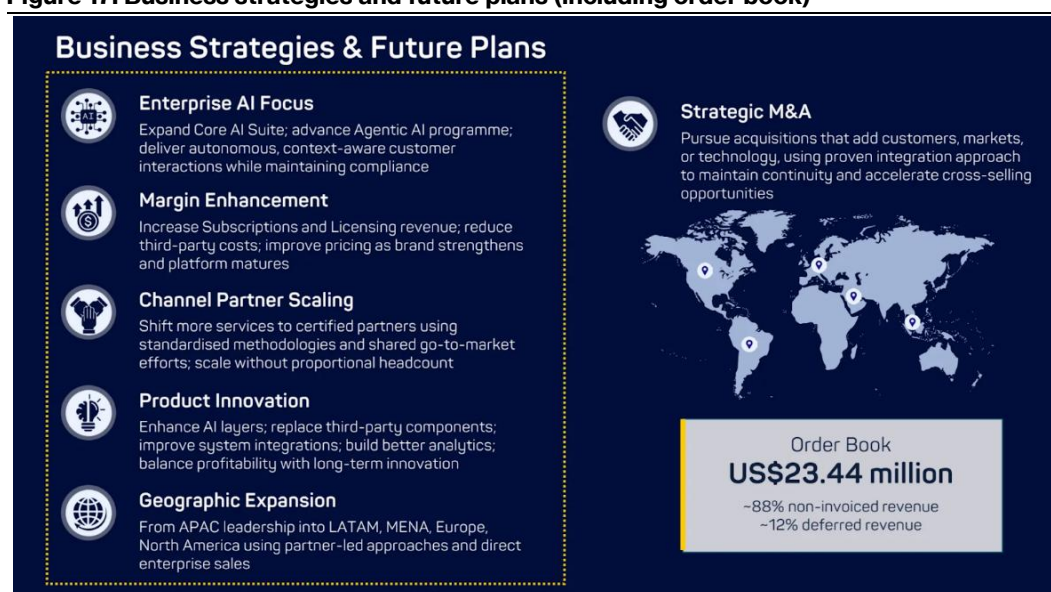 Figure 17: Business strategies and future plans (including order book)
Business Strategies & Future Plans
Enterprise AI Focus
Expand Core AI Suite; advance Agentic AI programme;
deliver autonomous, context-aware customer
interactions while maintaining compliance
Margin Enhancement
Increase Subscriptions and Licensing revenue; reduce
third-party costs; improve pricing as brand strengthens
and platform matures
Channel Partner Scaling
Shift more services to certified partners using
standardised methodologies and shared go-to-market
efforts; scale without proportional headcount
Product Innovation
Enhance AI layers; replace third-party components;
improve system integrations; build better analytics;
balance profitability with long-term innovation
Geographic Expansion
From APAC leadership into LATAM, MENA, Europe,
North America using partner-led approaches and direct
enterprise sales
Strategic M&A
Pursue acquisitions that add customers, markets,
or technology, using proven integration approach
to maintain continuity and accelerate cross-selling
opportunities
Order Book
US$23.44 million
~88% non-invoiced revenue
~12% deferred revenue
AI
$